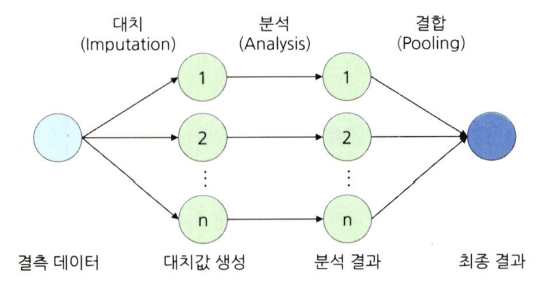 대치
(Imputation)
분석
(Analysis)
결합
(Pooling)
1
1
2
2
⋮
⋮
n
n
결측 데이터
대치값 생성
분석 결과
최종 결과